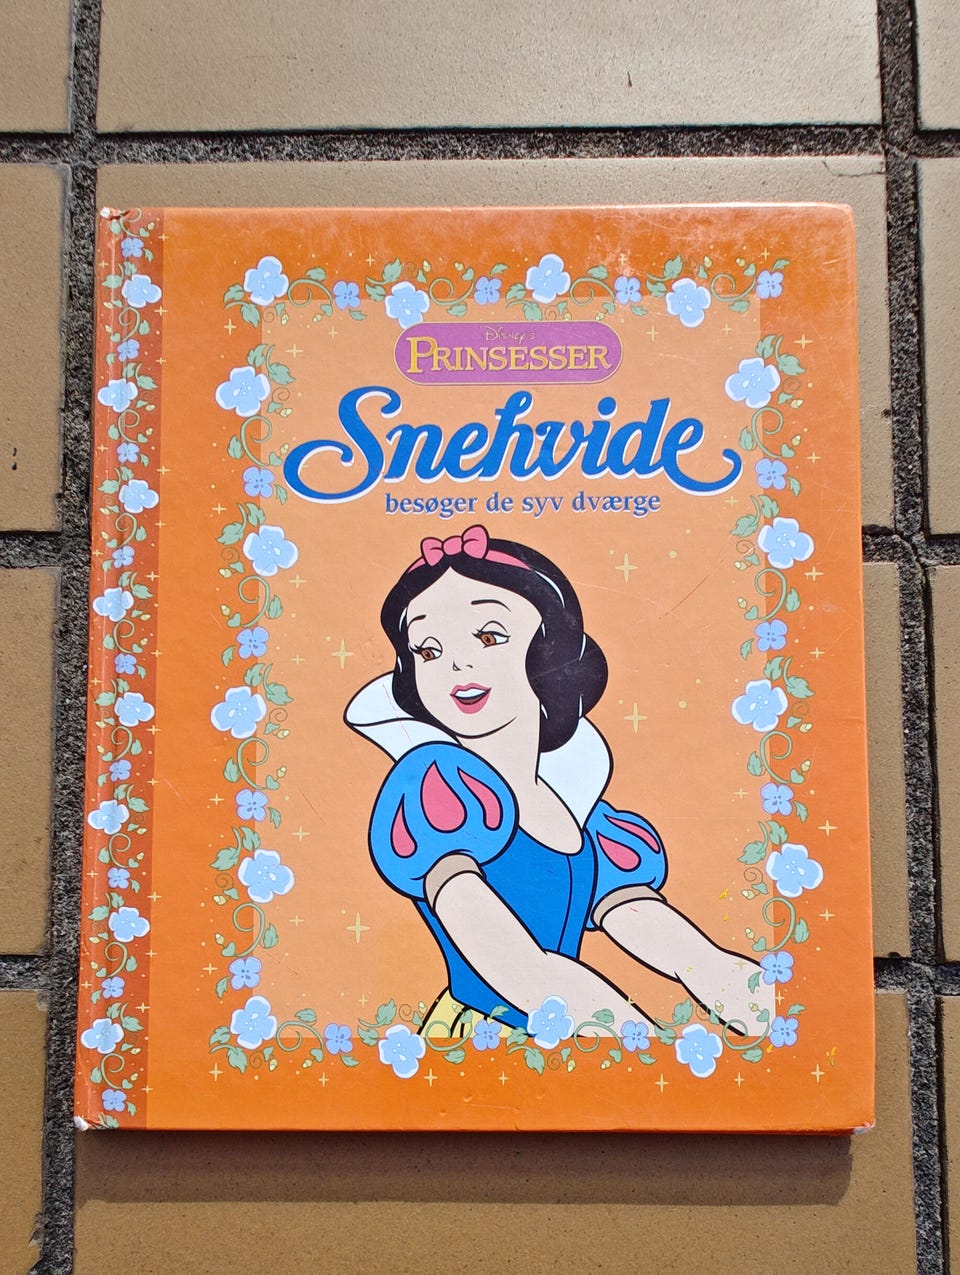 Disney's
PRINSESSER
Snehvide
besøger de syv dværge